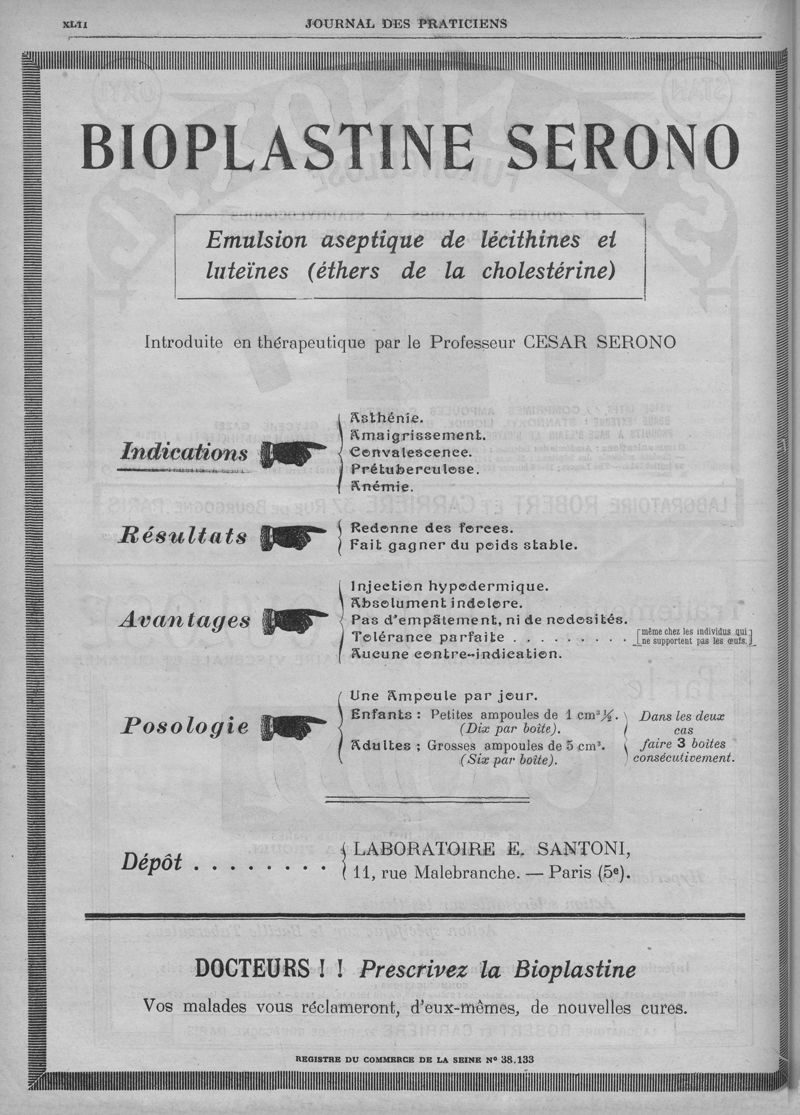 XLII
JOURNAL DES PRATICIENS
BIOPLASTINE SERONO
Emulsion aseptique de lécithines et
luteïnes (éthers de la cholestérine)
Introduite en thérapeutique par le Professeur CESAR SERONO
Indications
Asthénie.
Amaigrissement.
Convalescence.
Prétuberculose.
Anémie.
Résultats
Redonne des forces.
Fait gagner du poids stable.
Avantages
Injection hypodermique.
Absolument indolore.
Pas d'empâtement, ni de nodosités.
Tolérance parfaite . . . . . . . . . [même chez les individus qui
ne supportent pas les œufs.]
Aucune contre-indication.
Posologie
Une Ampoule par jour.
Enfants : Petites ampoules de 1 cm³ ½.
(Dix par boîte).
Adultes ; Grosses ampoules de 5 cm³.
(Six par boîte).
Dans les deux
cas
faire 3 boites
consécutivement.
Dépôt . . . . . . . .
LABORATOIRE E. SANTONI,
11, rue Malebranche. — Paris (5e).
DOCTEURS ! ! Prescrivez la Bioplastine
Vos malades vous réclameront, d'eux-mêmes, de nouvelles cures.
REGISTRE DU COMMERCE DE LA SEINE N° 38.133